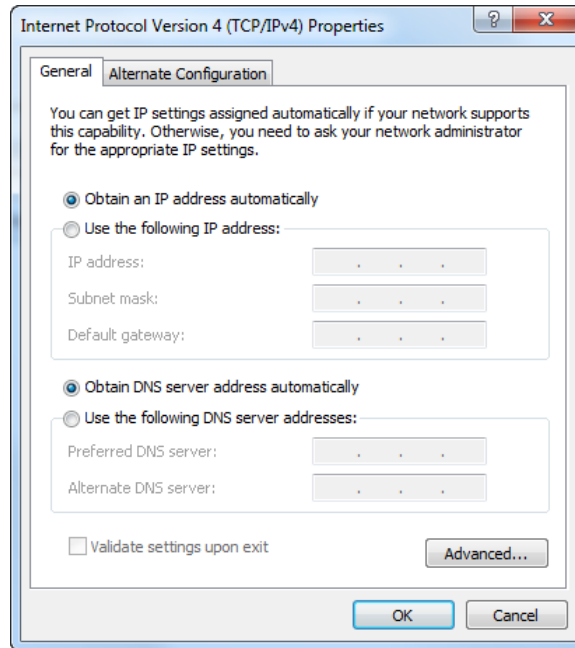 Internet Protocol Version 4 (TCP/IPv4) Properties
?
X
General
Alternate Configuration
You can get IP settings assigned automatically if your network supports
this capability. Otherwise, you need to ask your network administrator
for the appropriate IP settings.
Obtain an IP address automatically
Use the following IP address:
IP address: . . .
Subnet mask: . . .
Default gateway: . . .
Obtain DNS server address automatically
Use the following DNS server addresses:
Preferred DNS server: . . .
Alternate DNS server: . . .
Validate settings upon exit
Advanced...
OK
Cancel